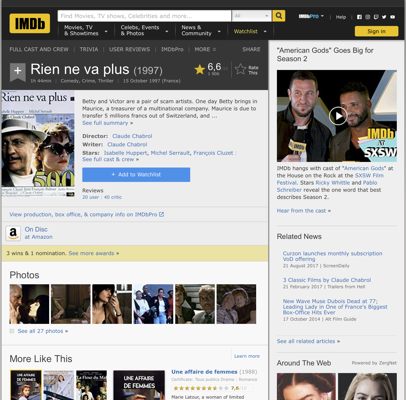 IMDb
Find Movies, TV shows, Celebrities and more...
All
IMDbPro
Help
Movies, TV & Showtimes
Celebs, Events & Photos
News & Community
Watchlist
Sign in
FULL CAST AND CREW
TRIVIA
USER REVIEWS
IMDbPro
MORE
SHARE
Rien ne va plus (1997)
1h 44min
Comedy, Crime, Thriller
15 October 1997 (France)
6,6
Rate This
Betty and Victor are a pair of scam artists. One day Betty brings in
Maurice, a treasurer of a multinational company. Maurice is due to
transfer 5 millions francs out of Switzerland, and ...
See full summary »
Director: Claude Chabrol
Writer: Claude Chabrol
Stars: Isabelle Huppert, Michel Serrault, François Cluzet
See full cast & crew »
+ Add to Watchlist
Reviews
20 user
40 critic
View production, box office, & company info on IMDbPro
On Disc
at Amazon
3 wins & 1 nomination. See more awards »
Photos
See all 27 photos »
More Like This
Learn more
Une affaire de femmes (1988)
7,6
Marie Latour, a woman of limited
"American Gods" Goes Big for
Season 2
IMDb
at
SXSW
IMDb hangs with cast of "American Gods" at
the House on the Rock at the SXSW Film
Festival. Stars Ricky Whittle and Pablo
Schreiber reveal the one word that best
describes Season 2.
Hear from the cast »
Related News
Curzon launches monthly subscription
VoD offering
21 August 2017 | ScreenDaily
3 Classic Films by Claude Chabrol
21 February 2017 | Trailers from Hell
New Wave Muse Dubois Dead at 77;
Leading Lady in One of France's Biggest
Box-Office Hits Ever
17 October 2014 | Alt Film Guide
See all related articles »
Around The Web
Powered by ZergNet